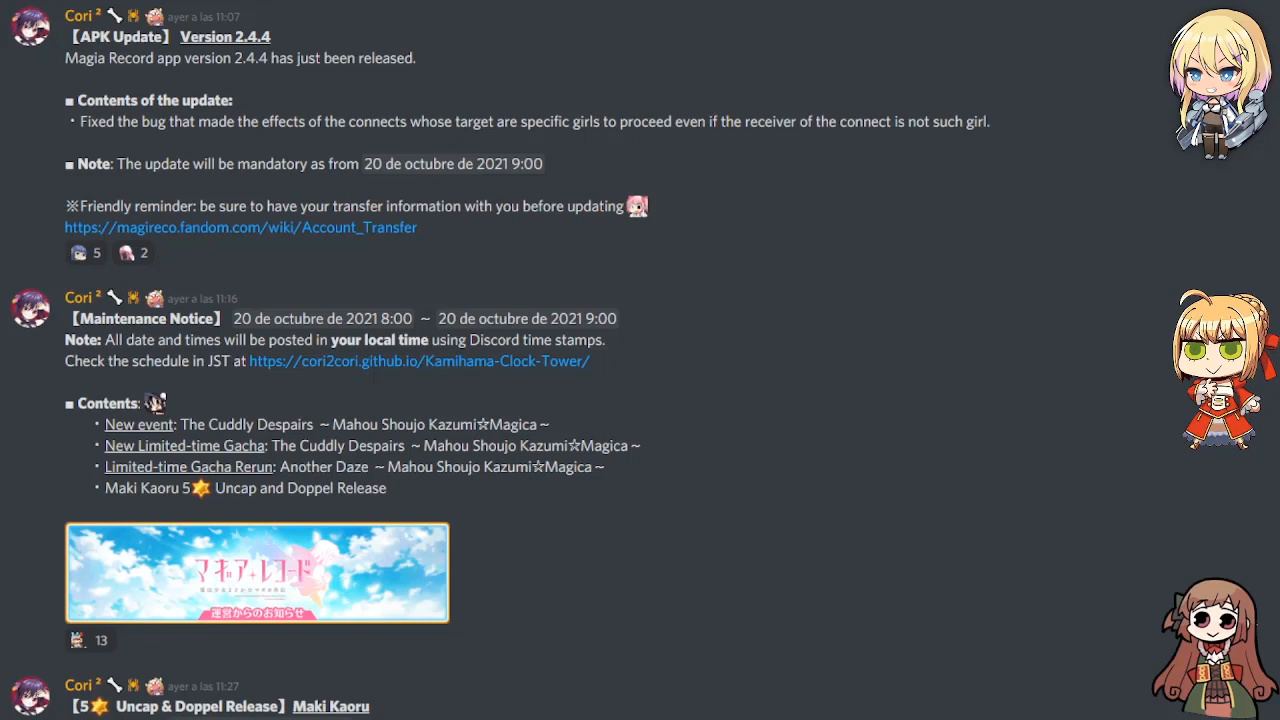 Cori ² ayer a las 11:07
【APK Update】 Version 2.4.4
Magia Record app version 2.4.4 has just been released.
■ Contents of the update:
・Fixed the bug that made the effects of the connects whose target are specific girls to proceed even if the receiver of the connect is not such girl.
■ Note: The update will be mandatory as from 20 de octubre de 2021 9:00
※Friendly reminder: be sure to have your transfer information with you before updating
https://magireco.fandom.com/wiki/Account_Transfer
5 2
Cori ² ayer a las 11:16
【Maintenance Notice】 20 de octubre de 2021 8:00 ~ 20 de octubre de 2021 9:00
Note: All date and times will be posted in your local time using Discord time stamps.
Check the schedule in JST at https://cori2cori.github.io/Kamihama-Clock-Tower/
■ Contents:
・New event: The Cuddly Despairs ~Mahou Shoujo Kazumi☆Magica~
・New Limited-time Gacha: The Cuddly Despairs ~Mahou Shoujo Kazumi☆Magica~
・Limited-time Gacha Rerun: Another Daze ~Mahou Shoujo Kazumi☆Magica~
・Maki Kaoru 5 Uncap and Doppel Release
マギアレコード
運営からのお知らせ
13
Cori ² ayer a las 11:27
【5 Uncap & Doppel Release】 Maki Kaoru